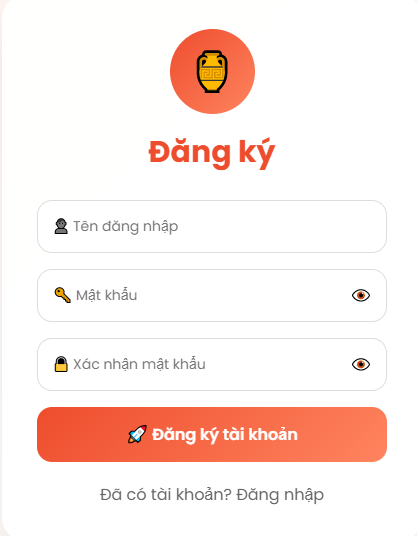 Đăng ký
Tên đăng nhập
Mật khẩu
Xác nhận mật khẩu
Đăng ký tài khoản
Đã có tài khoản? Đăng nhập